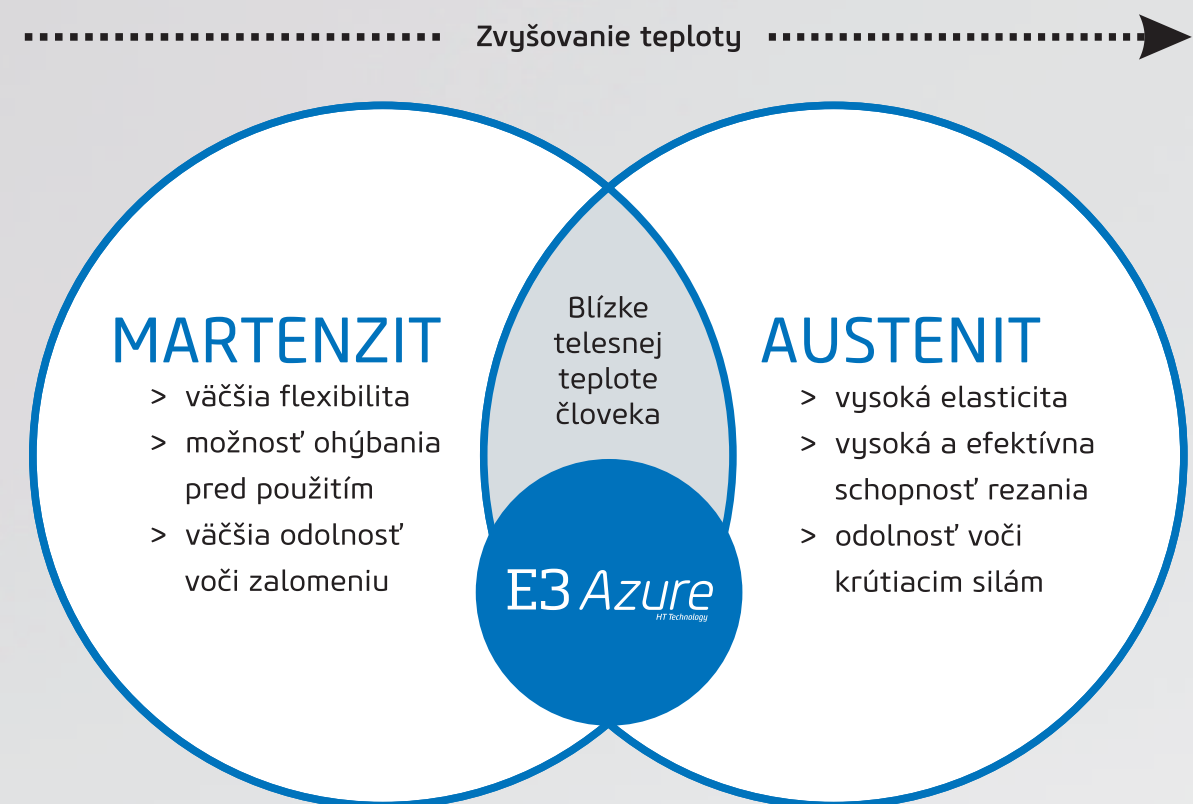 Zvyšovanie teploty
MARTENZIT
> väčšia flexibilita
> možnosť ohýbania
pred použitím
> väčšia odolnosť
voči zalomeniu
Blízke
telesnej
teplote
človeka
E3 Azure
HT Technology
AUSTENIT
> vysoká elasticita
> vysoká a efektívna
schopnosť rezania
> odolnosť voči
krútiacim silám